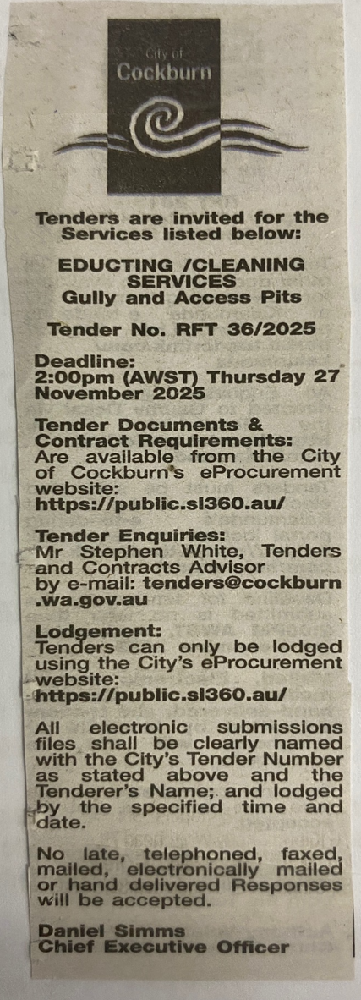 City of
Cockburn
Tenders are invited for the
Services listed below:
EDUCTING /CLEANING
SERVICES
Gully and Access Pits
Tender No. RFT 36/2025
Deadline:
2:00pm (AWST) Thursday 27
November 2025
Tender Documents &
Contract Requirements:
Are available from the City
of Cockburn's eProcurement
website:
https://public.sl360.au/
Tender Enquiries:
Mr Stephen White, Tenders
and Contracts Advisor
by e-mail: tenders@cockburn
.wa.gov.au
Lodgement:
Tenders can only be lodged
using the City's eProcurement
website:
https://public.sl360.au/
All electronic submissions
files shall be clearly named
with the City's Tender Number
as stated above and the
Tenderer's Name; and lodged
by the specified time and
date.
No late, telephoned, faxed,
mailed, electronically mailed
or hand delivered Responses
will be accepted.
Daniel Simms
Chief Executive Officer